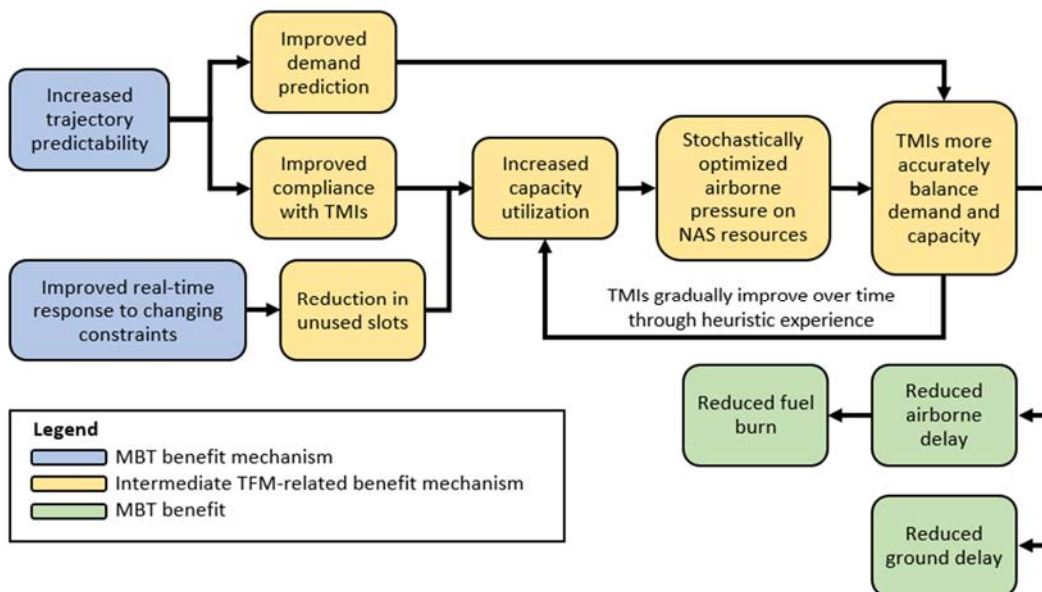 Increased
trajectory
predictability
Improved
demand
prediction
Improved
compliance
with TMIs
Improved real-time
response to changing
constraints
Reduction in
unused slots
Increased
capacity
utilization
Stochastically
optimized
airborne
pressure on
NAS resources
TMIs more
accurately
balance
demand and
capacity
TMIs gradually improve over time
through heuristic experience
Reduced fuel
burn
Reduced
airborne
delay
Reduced
ground delay
Legend
MBT benefit mechanism
Intermediate TFM-related benefit mechanism
MBT benefit